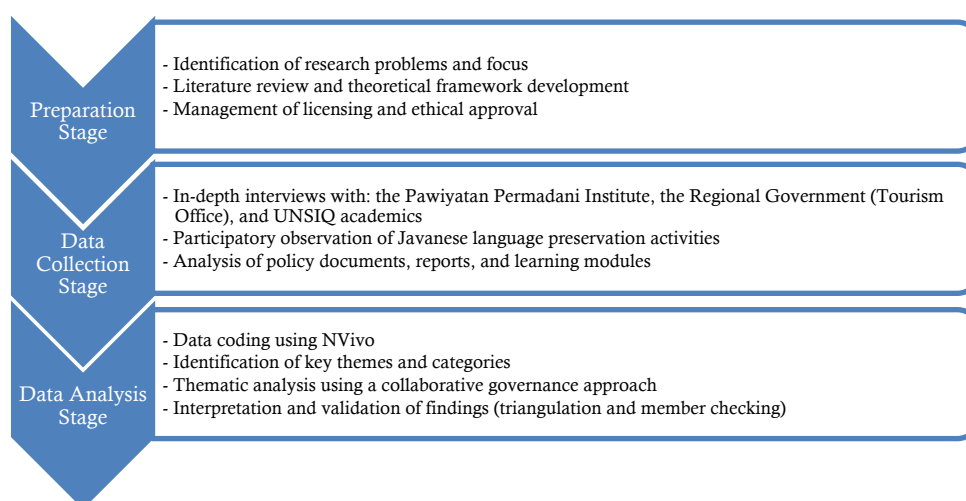 Preparation
Stage
- Identification of research problems and focus
- Literature review and theoretical framework development
- Management of licensing and ethical approval
Data
Collection
Stage
- In-depth interviews with: the Pawiyatan Permadani Institute, the Regional Government (Tourism
Office), and UNSIQ academics
- Participatory observation of Javanese language preservation activities
- Analysis of policy documents, reports, and learning modules
Data Analysis
Stage
- Data coding using NVivo
- Identification of key themes and categories
- Thematic analysis using a collaborative governance approach
- Interpretation and validation of findings (triangulation and member checking)